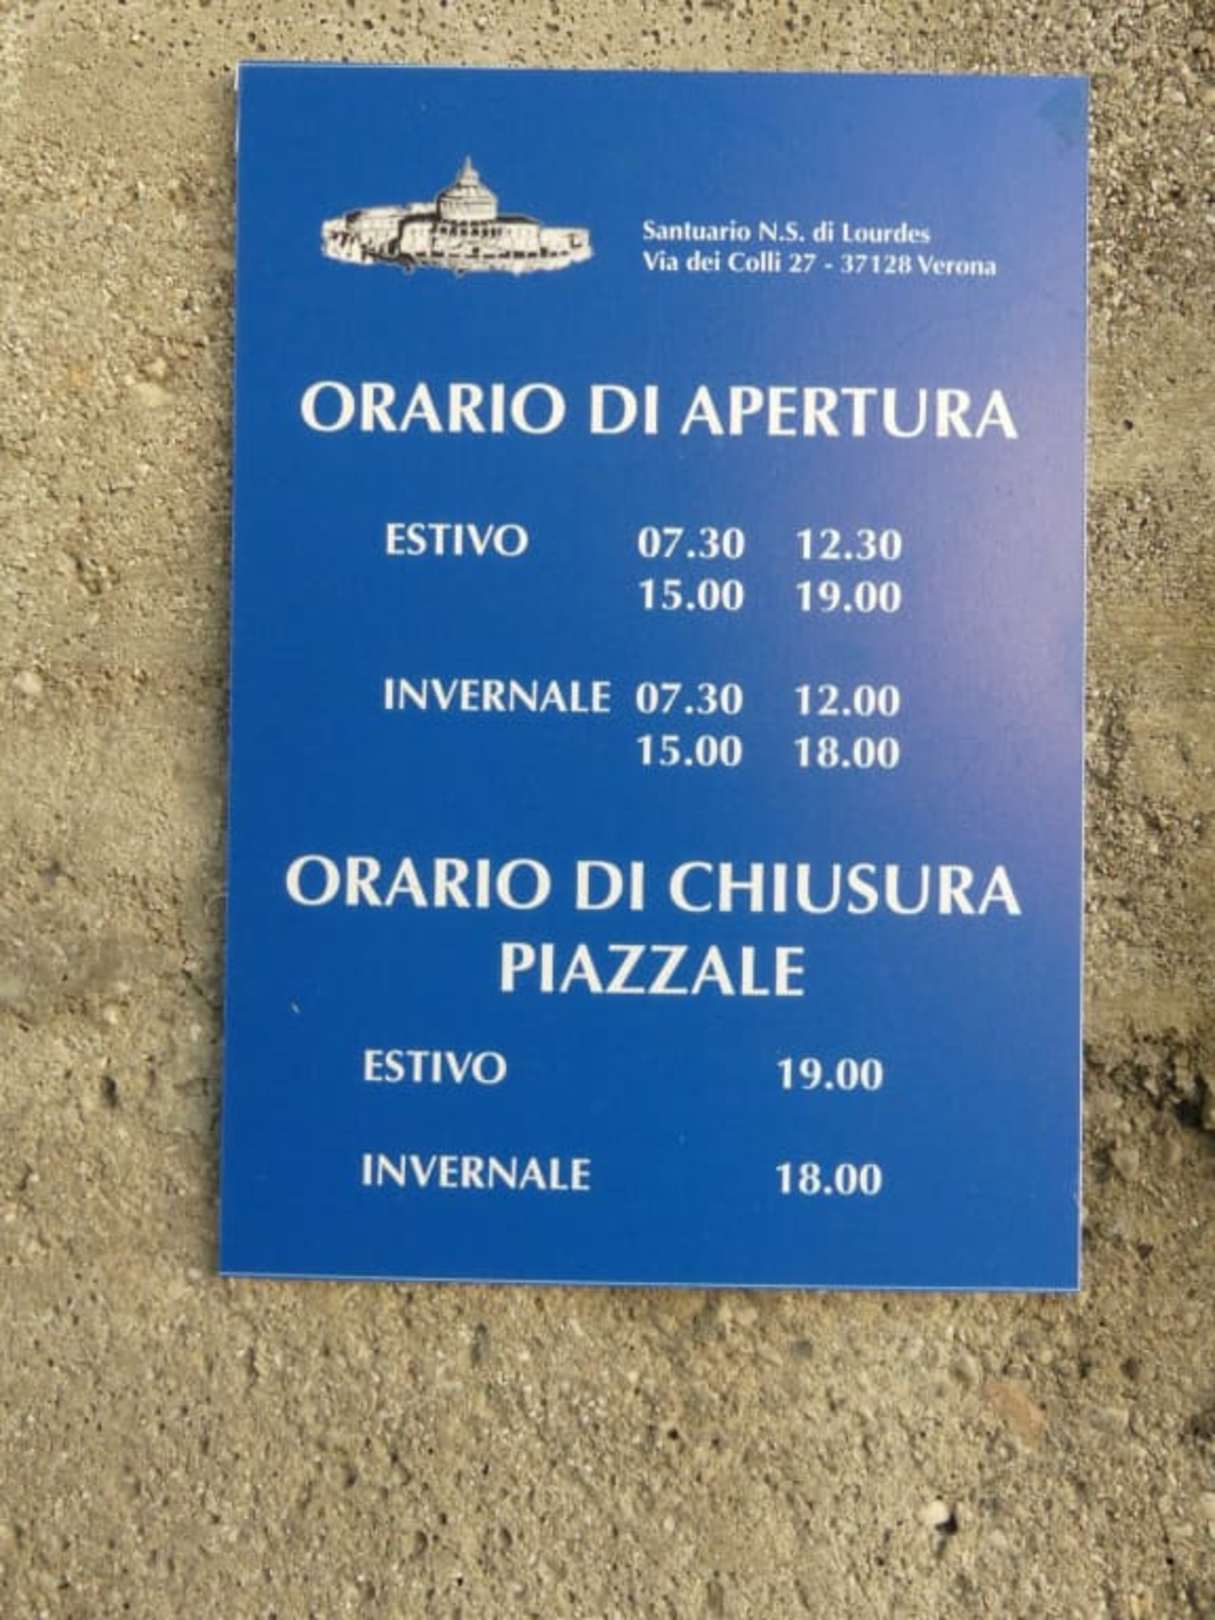 Santuario N.S. di Lourdes
Via dei Colli 27 - 37128 Verona
ORARIO DI APERTURA
ESTIVO 07.30 12.30
15.00 19.00
INVERNALE 07.30 12.00
15.00 18.00
ORARIO DI CHIUSURA
PIAZZALE
ESTIVO 19.00
INVERNALE 18.00